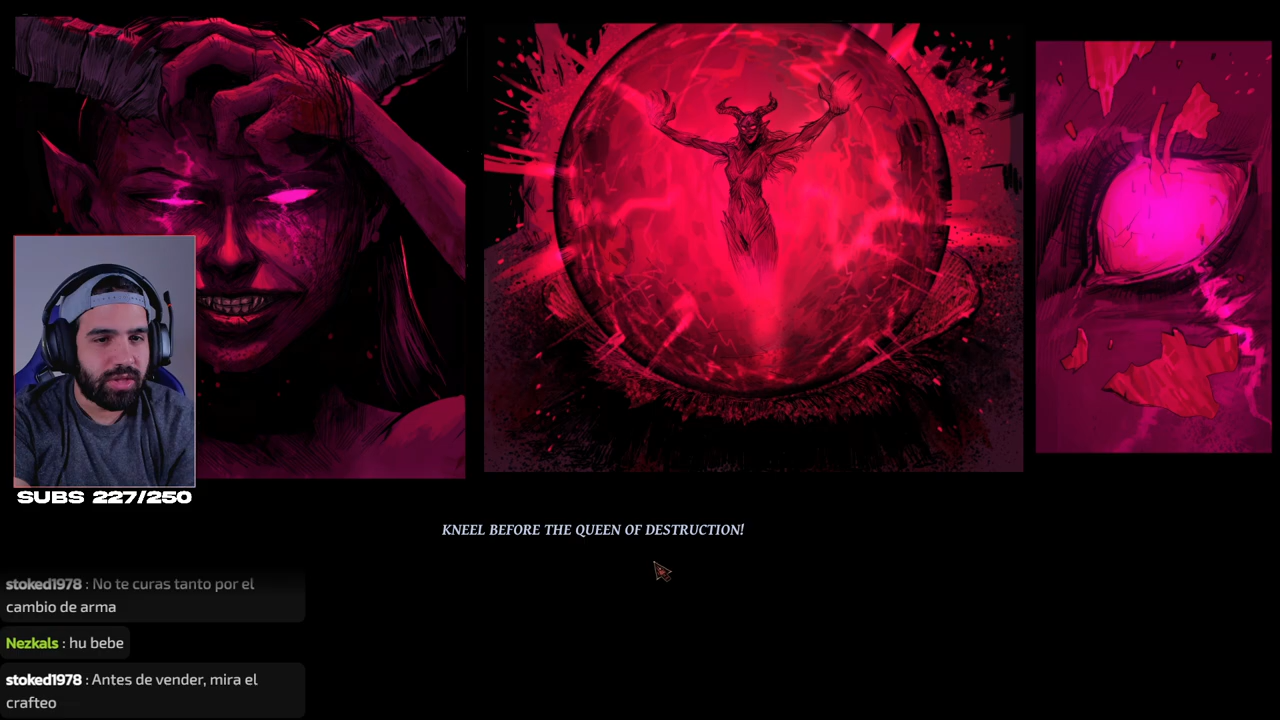 SUBS 227/250
KNEEL BEFORE THE QUEEN OF DESTRUCTION!
stoked1978 : No te curas tanto por el
cambio de arma
Nezkals : hu bebe
stoked1978 : Antes de vender, mira el
crafteo